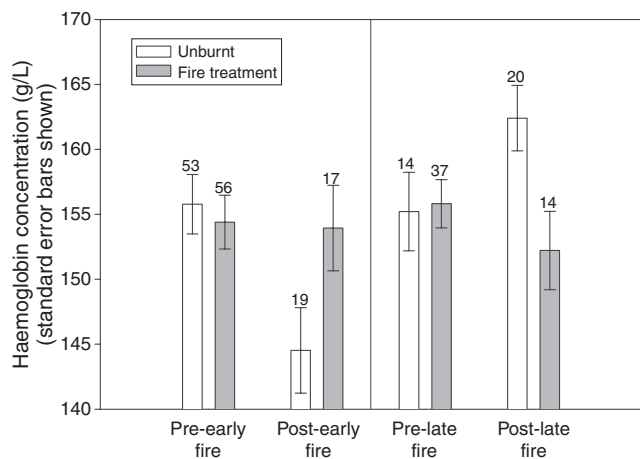 Haemoglobin concentration (g/L)
(standard error bars shown)
170
165
160
155
150
145
140
Unburnt
Fire treatment
53
56
19
17
14
37
20
14
Pre-early
fire
Post-early
fire
Pre-late
fire
Post-late
fire